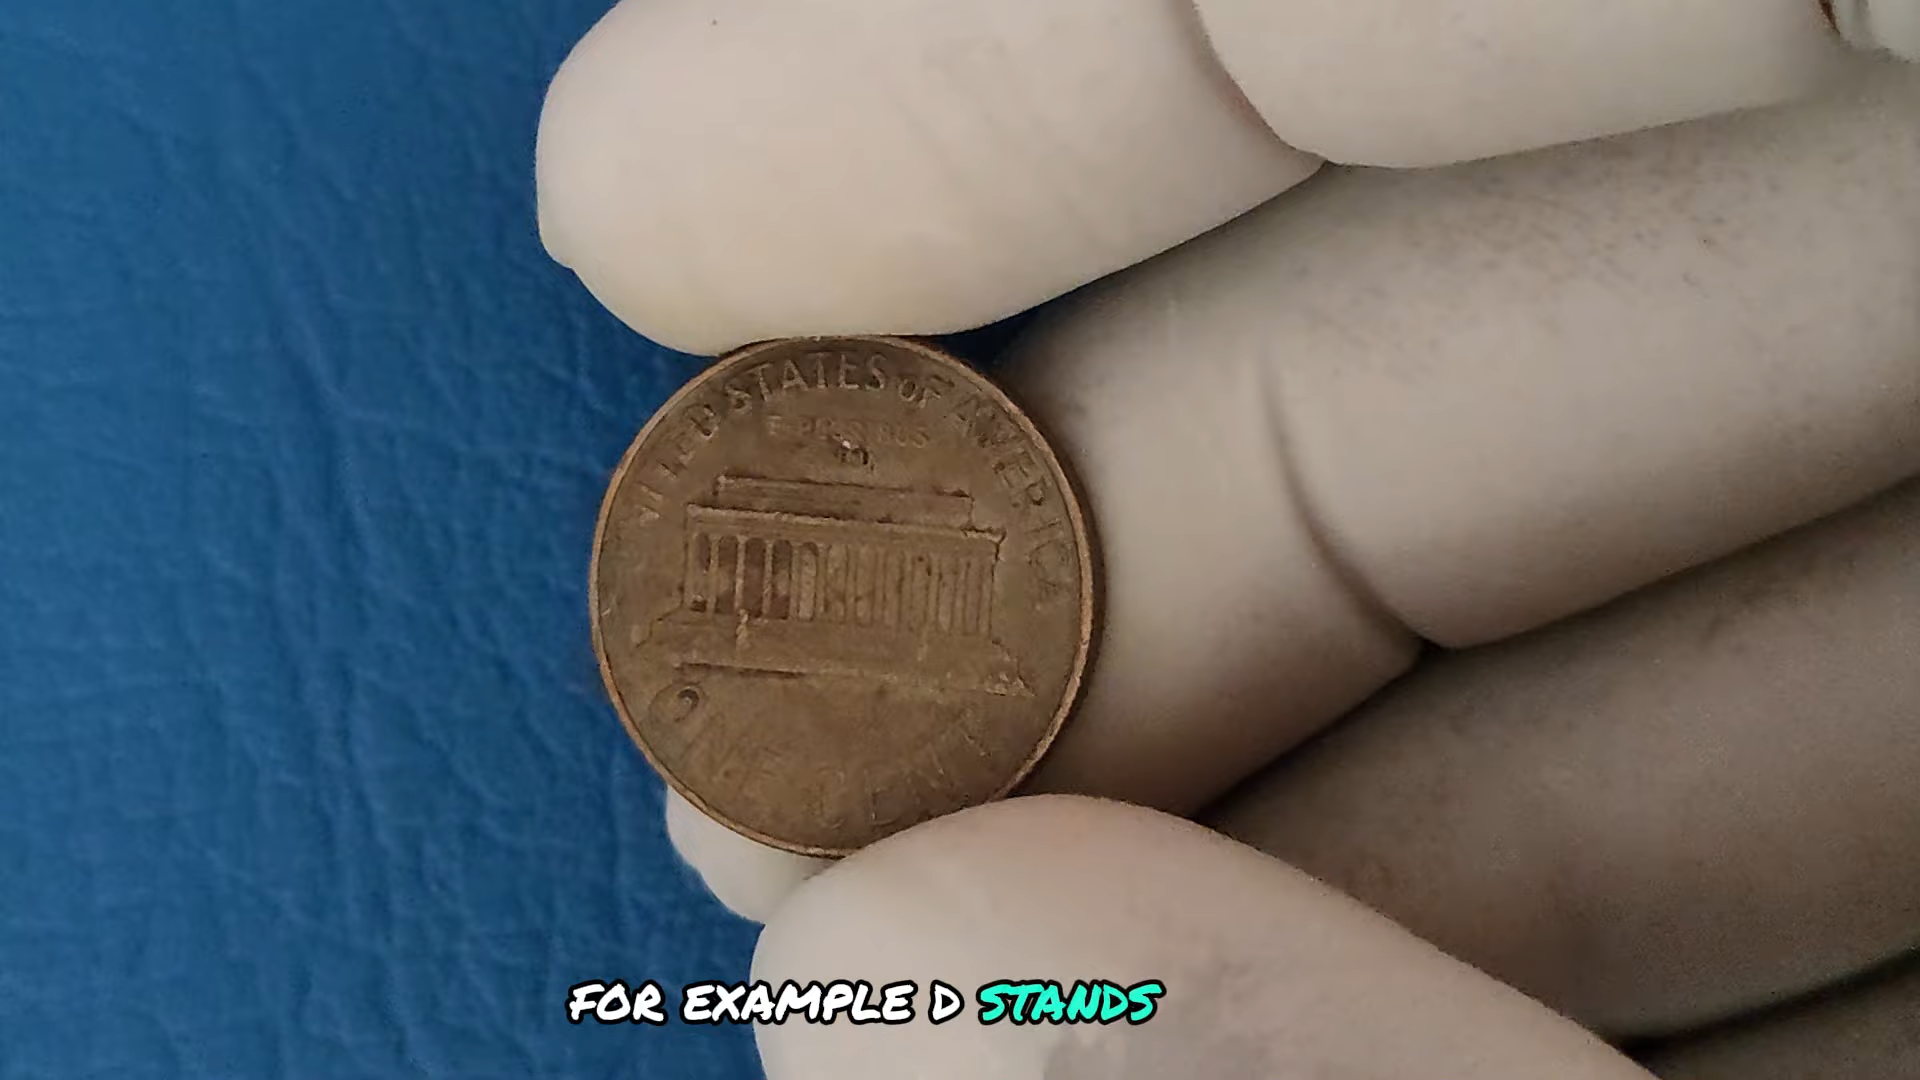 UNITED STATES OF AMERICA
E PLURIBUS
UNUM
ONE CENT
FOR EXAMPLE D STANDS